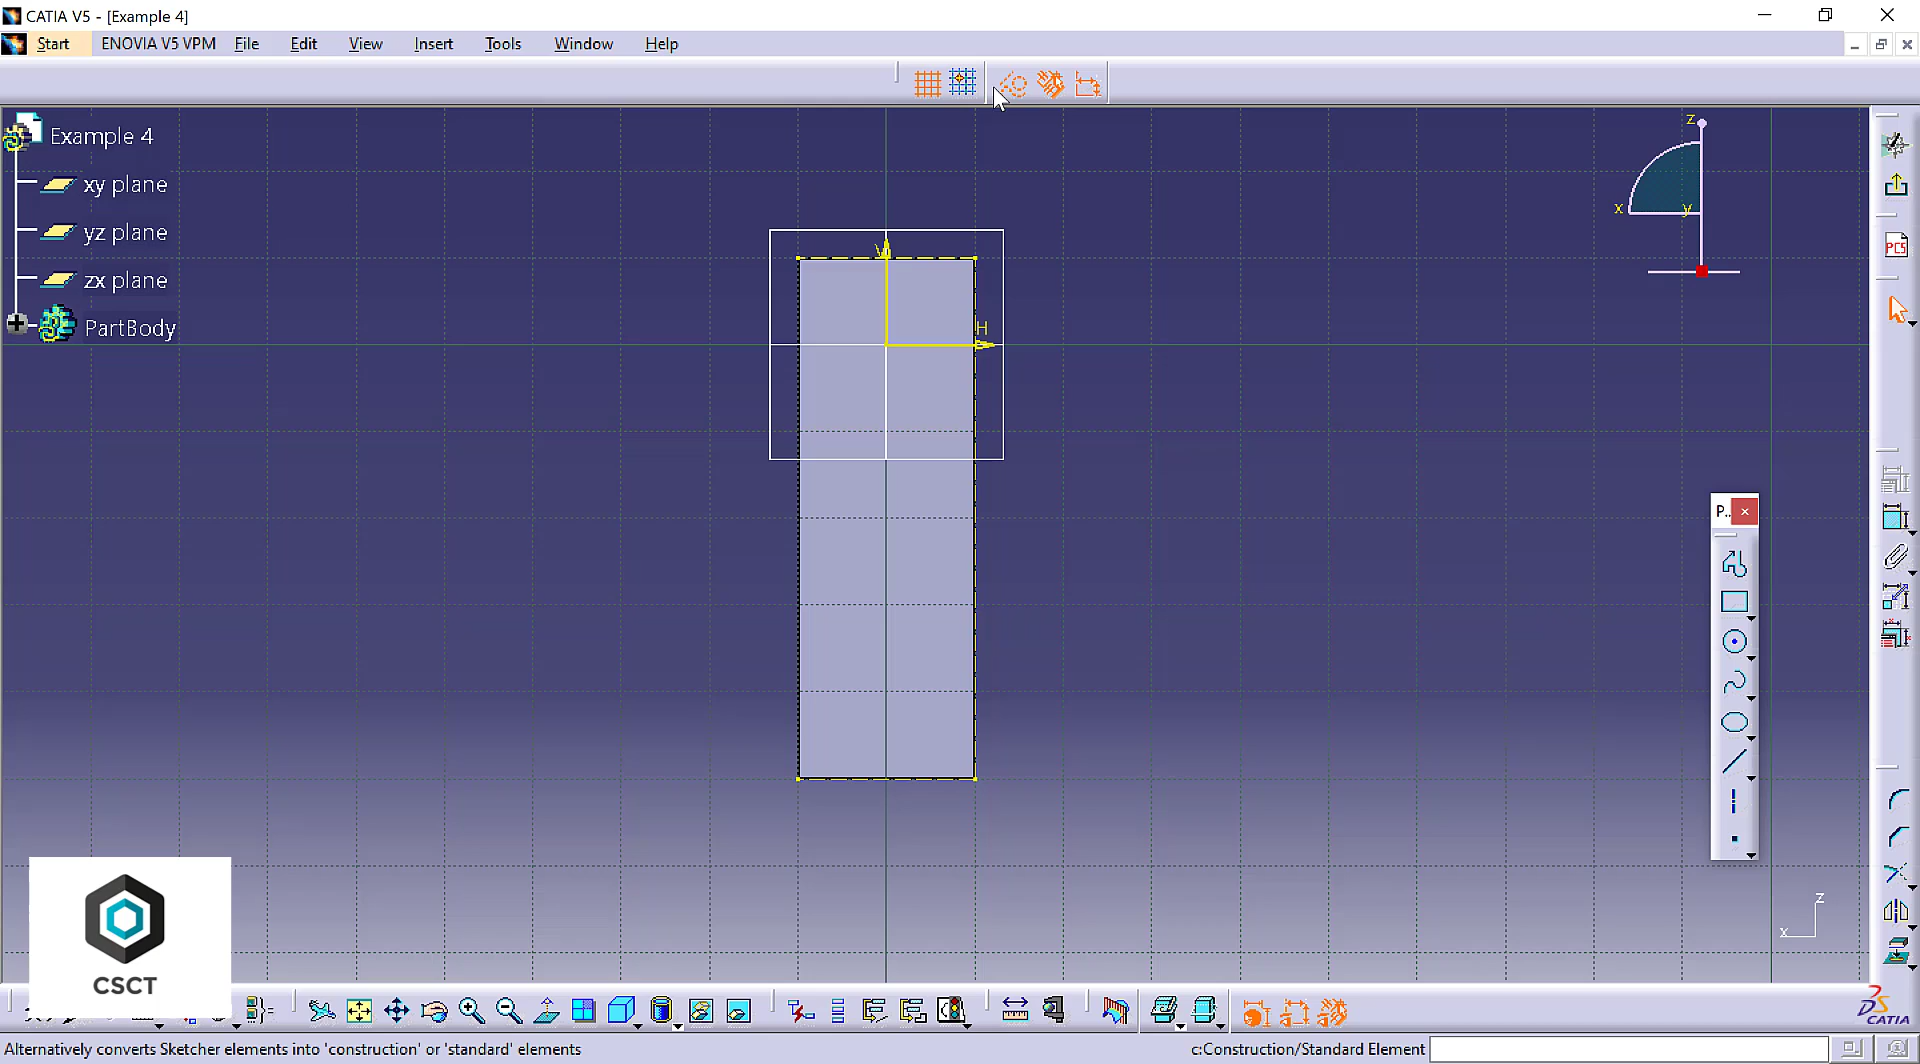 CATIA V5 - [Example 4]
Start ENOVIA V5 VPM File Edit View Insert Tools Window Help
Example 4
xy plane
yz plane
zx plane
PartBody
V
H
z
x
y
PCS
P..
z
x
CSCT
CATIA
Alternatively converts Sketcher elements into 'construction' or 'standard' elements
c:Construction/Standard Element